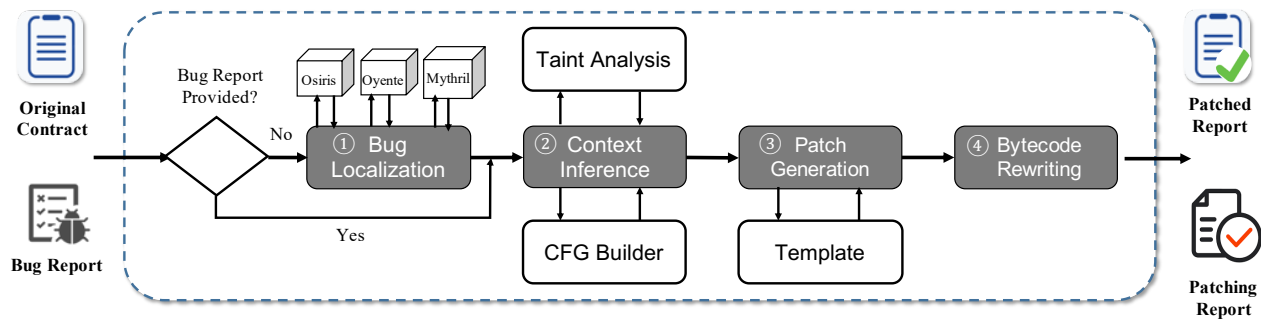 Original
Contract
Bug Report
Bug Report
Provided?
No
Yes
Osiris
Oyente
Mythril
① Bug
Localization
Taint Analysis
② Context
Inference
CFG Builder
③ Patch
Generation
Template
④ Bytecode
Rewriting
Patched
Report
Patching
Report